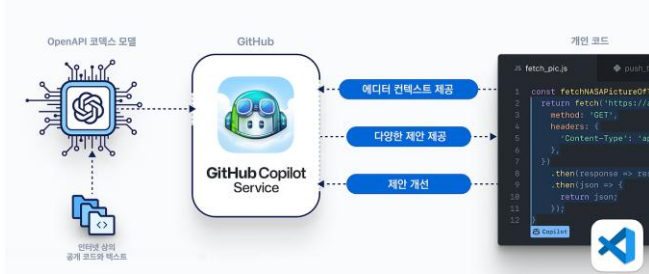 OpenAPI 코덱스 모델
GitHub
개인 코드
에디터 컨텍스트 제공
다양한 제안 제공
제안 개선
GitHub Copilot
Service
인터넷 상의
공개 코드와 텍스트
JS fetch_pic.js
1 const
2 return fetch('https://
3 method: 'GET',
4 headers: {
5 'Content-Type':
6 },
7 })
8 .then(response =>
9 .then(json => {
10 return json;
11 });
12 }
Copilot